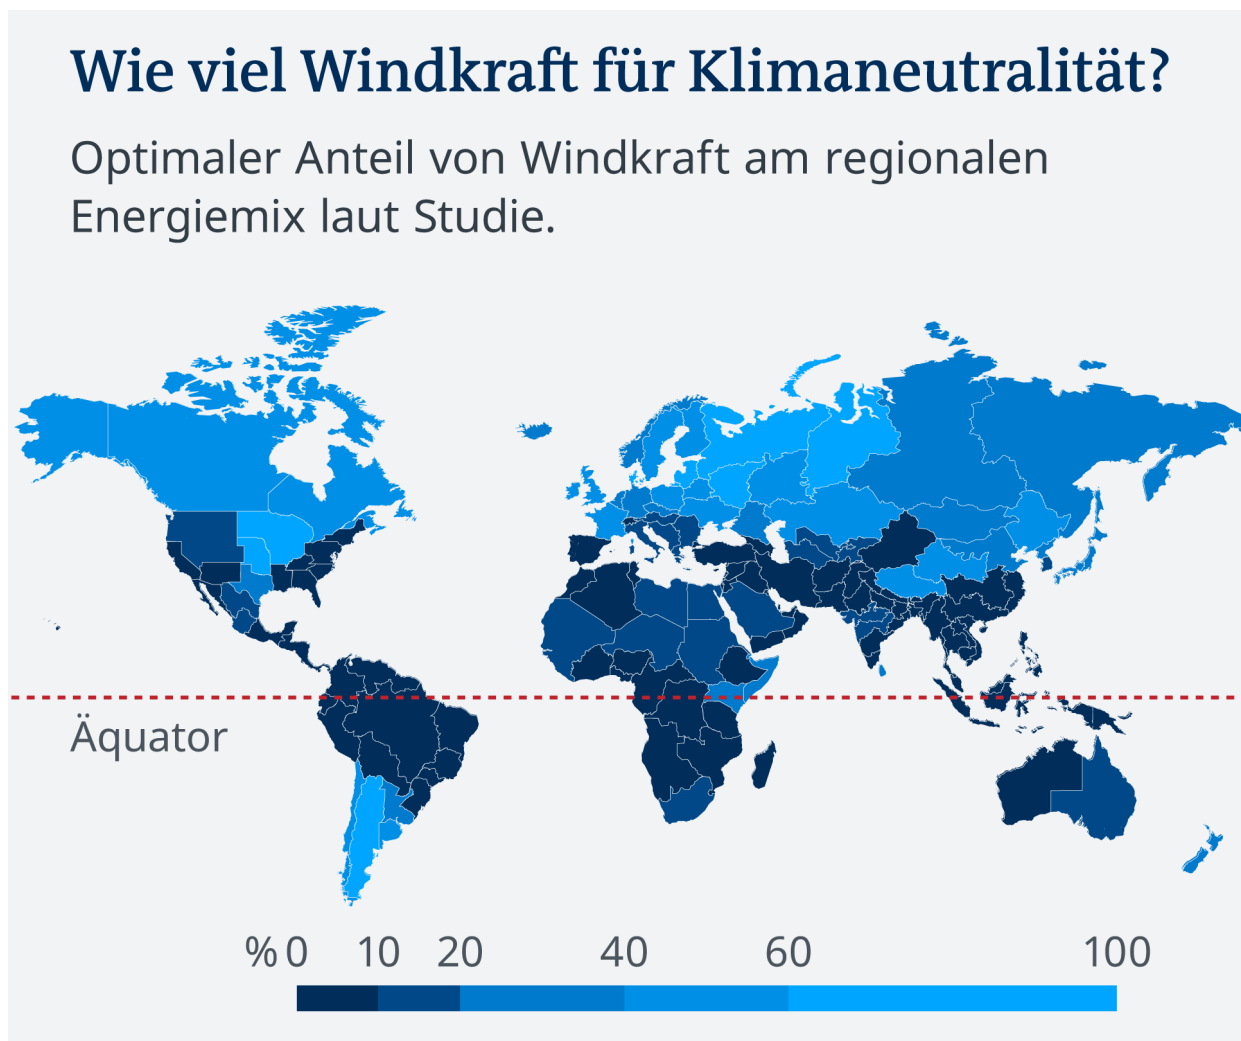 Wie viel Windkraft für Klimaneutralität?
Optimaler Anteil von Windkraft am regionalen
Energiemix laut Studie.
Äquator
% 0 10 20 40 60 100